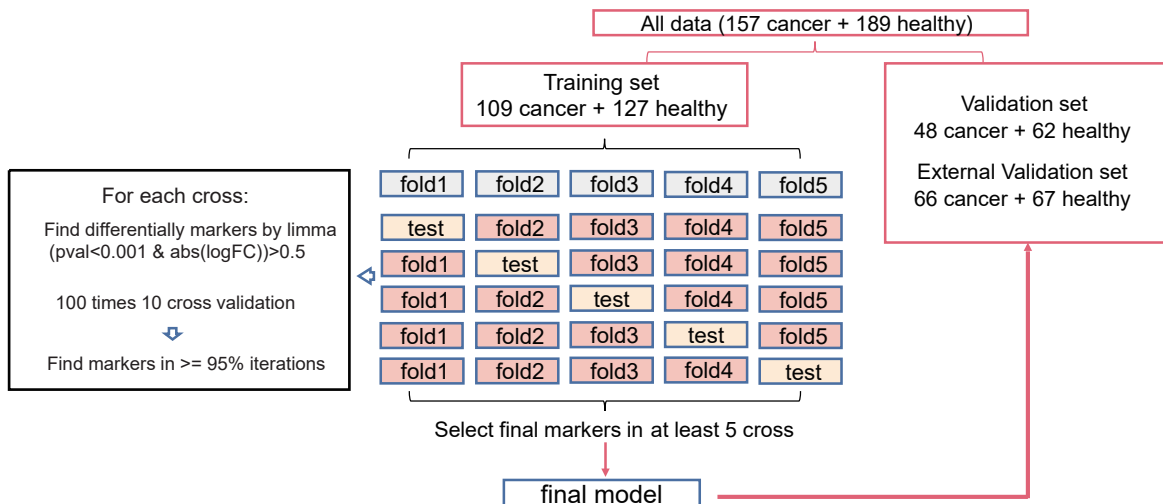 All data (157 cancer + 189 healthy)
Training set
109 cancer + 127 healthy
Validation set
48 cancer + 62 healthy
External Validation set
66 cancer + 67 healthy
For each cross:
Find differentially markers by limma
(pval<0.001 & abs(logFC))>0.5
100 times 10 cross validation
Find markers in >= 95% iterations
fold1 fold2 fold3 fold4 fold5
test fold2 fold3 fold4 fold5
fold1 test fold3 fold4 fold5
fold1 fold2 test fold4 fold5
fold1 fold2 fold3 test fold5
fold1 fold2 fold3 fold4 test
Select final markers in at least 5 cross
final model